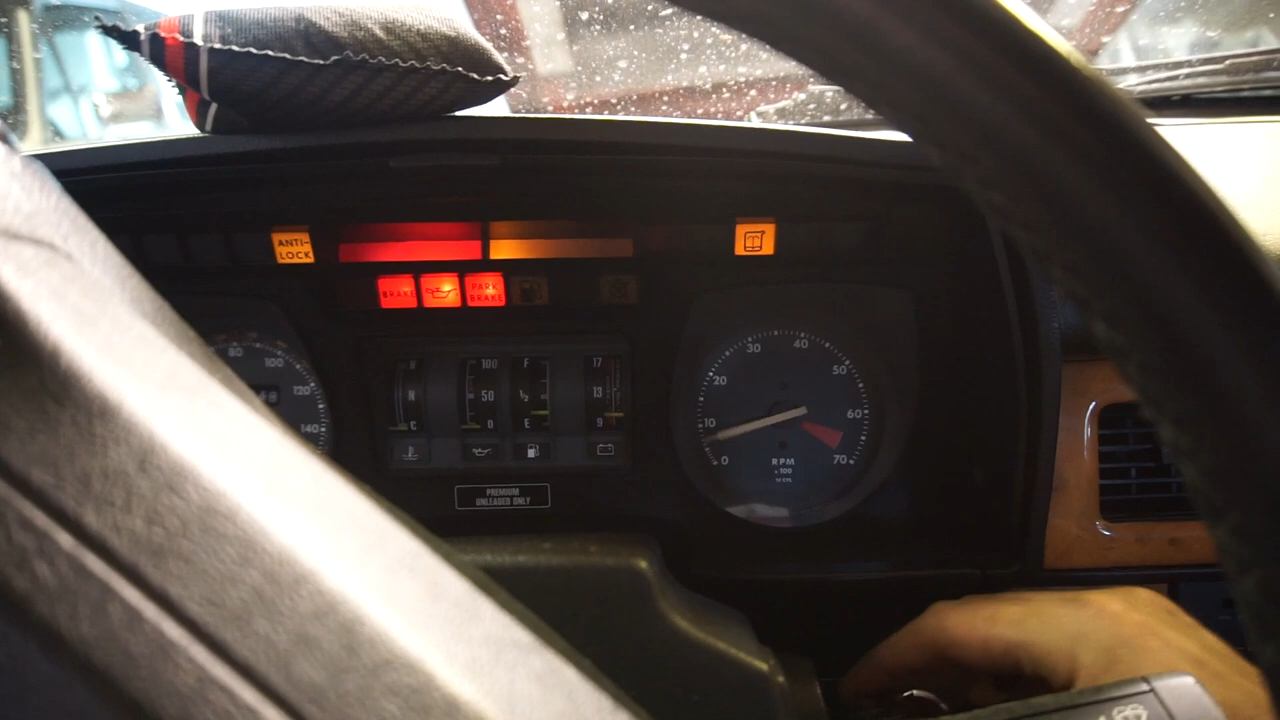 ANTI-
LOCK
BRAKE
PARK
BRAKE
80
100
120
140
N
C
100
50
0
F
½
E
17
13
9
PREMIUM
UNLEADED ONLY
0
10
20
30
40
50
60
70
RPM
x 100